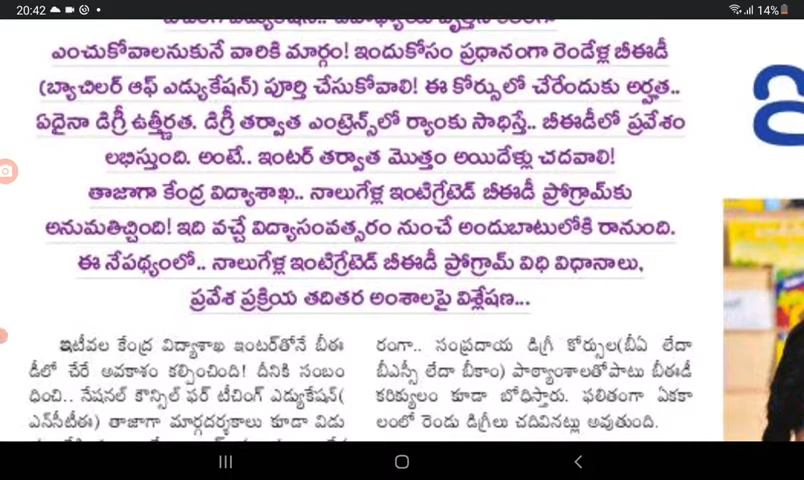 20:42
14%
ఎంచుకోవాలనుకునే వారికి మార్గం! ఇందుకోసం ప్రధానంగా రెండేళ్ల బీఈడీ
(బ్యాచిలర్ ఆఫ్ ఎడ్యుకేషన్) పూర్తి చేసుకోవాలి! ఈ కోర్సులో చేరేందుకు అర్హత..
ఏదైనా డిగ్రీ ఉత్తీర్ణత. డిగ్రీ తర్వాత ఎంట్రెన్స్‌లో ర్యాంకు సాధిస్తే.. బీఈడీలో ప్రవేశం
లభిస్తుంది. అంటే.. ఇంటర్ తర్వాత మొత్తం అయిదేళ్లు చదవాలి!
తాజాగా కేంద్ర విద్యాశాఖ.. నాలుగేళ్ల ఇంటిగ్రేటెడ్ బీఈడీ ప్రోగ్రామ్‌కు
అనుమతిచ్చింది! ఇది వచ్చే విద్యాసంవత్సరం నుంచే అందుబాటులోకి రానుంది.
ఈ నేపథ్యంలో.. నాలుగేళ్ల ఇంటిగ్రేటెడ్ బీఈడీ ప్రోగ్రామ్ విధి విధానాలు,
ప్రవేశ ప్రక్రియ తదితర అంశాలపై విశ్లేషణ...
ఇటీవల కేంద్ర విద్యాశాఖ ఇంటర్‌తోనే బీఈ
డీలో చేరే అవకాశం కల్పించింది! దీనికి సంబం
ధించి.. నేషనల్ కౌన్సిల్ ఫర్ టీచింగ్ ఎడ్యుకేషన్(
ఎన్‌సీటీఈ) తాజాగా మార్గదర్శకాలు కూడా విడు
రంగా.. సంప్రదాయ డిగ్రీ కోర్సుల(బీఏ లేదా
బీఎస్సీ లేదా బీకాం) పాఠ్యాంశాలతోపాటు బీఈడీ
కరిక్యులం కూడా బోధిస్తారు. ఫలితంగా ఏకకా
లంలో రెండు డిగ్రీలు చదివినట్లు అవుతుంది.